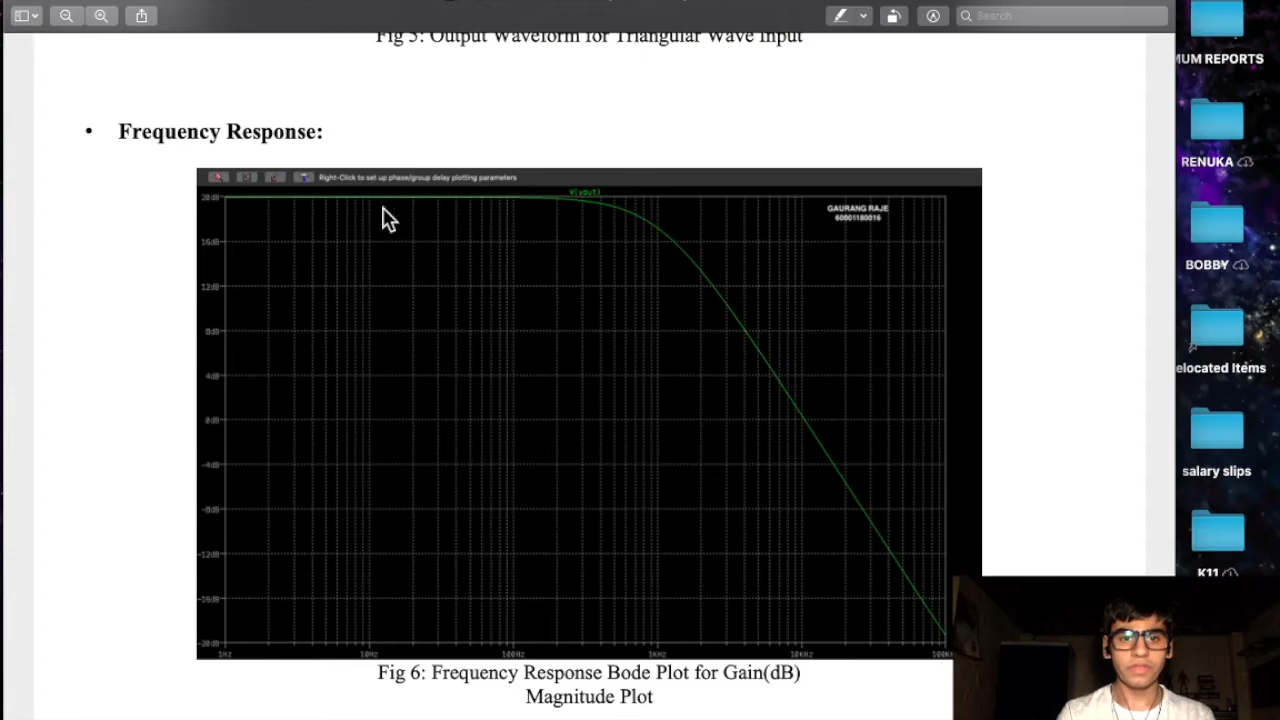 Search
Fig 5: Output Waveform for Triangular Wave Input
• Frequency Response:
Right-Click to set up phase/group delay plotting parameters
V(vout)
GAURANG RAJE
60001180016
20dB
16dB
12dB
8dB
4dB
0dB
-4dB
-8dB
-12dB
-16dB
-20dB
1Hz 10Hz 100Hz 1KHz 10KHz 100K
Fig 6: Frequency Response Bode Plot for Gain(dB)
Magnitude Plot
MUM REPORTS
RENUKA
BOBBY
elocated Items
salary slips
K11